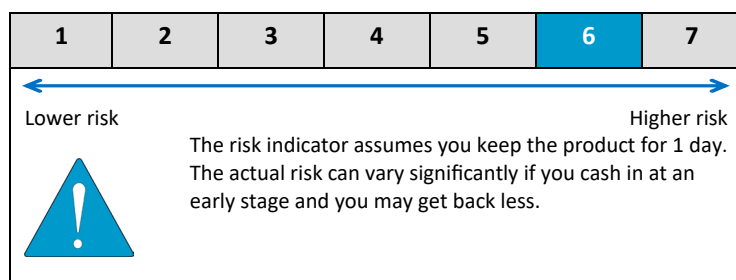 1 2 3 4 5 6 7
Lower risk Higher risk
The risk indicator assumes you keep the product for 1 day.
The actual risk can vary significantly if you cash in at an
early stage and you may get back less.
!